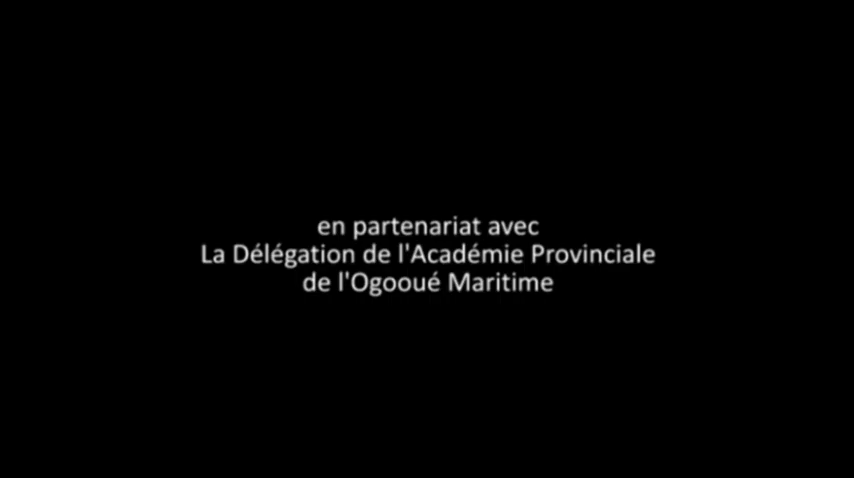 en partenariat avec
La Délégation de l'Académie Provinciale
de l'Ogooué Maritime